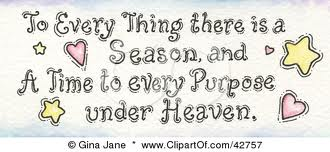 To Every Thing there is a
Season, and
A Time to every Purpose
under Heaven.
© Gina Jane * www.ClipartOf.com/42757